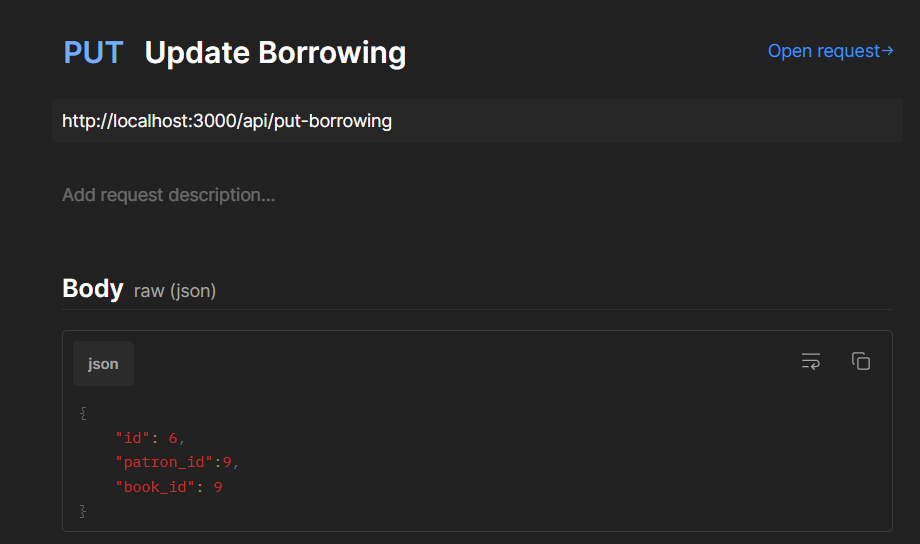 PUT Update Borrowing
Open request→
http://localhost:3000/api/put-borrowing
Add request description...
Body raw (json)
json
{
    "id": 6,
    "patron_id":9,
    "book_id": 9
}